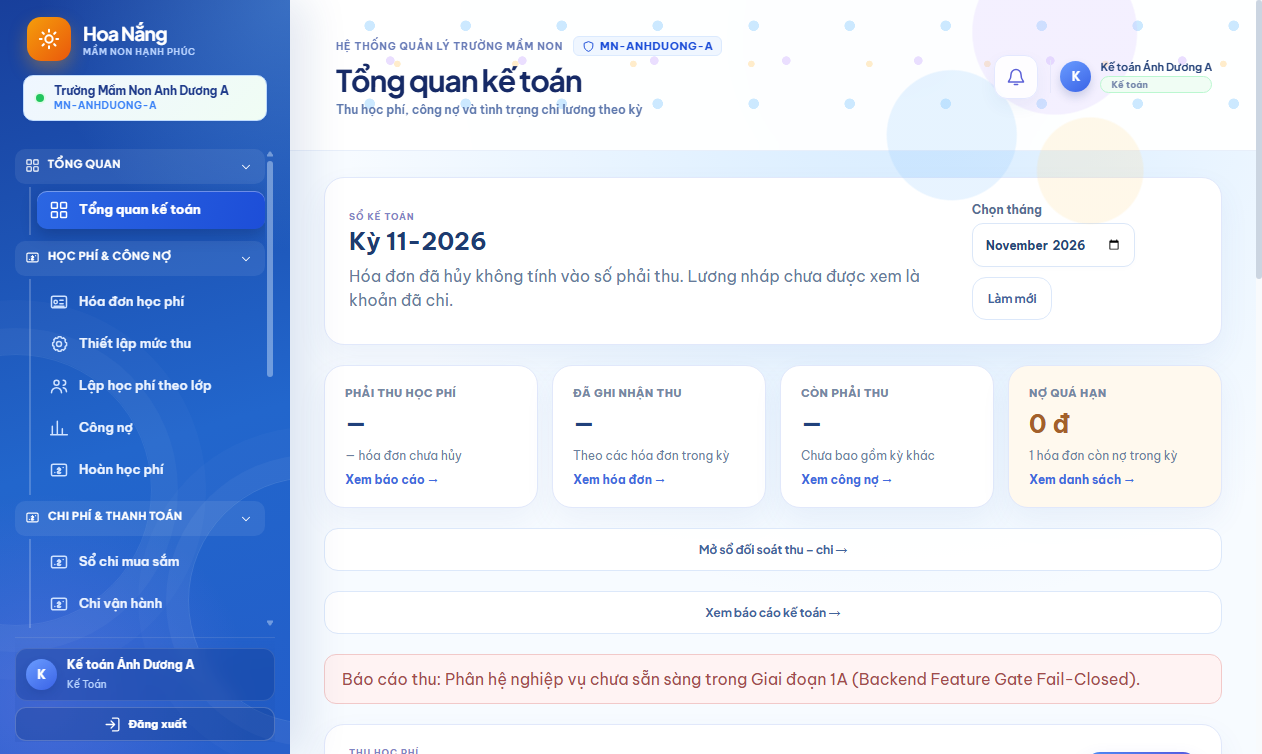 Hoa Nắng
MẦM NON HẠNH PHÚC
Trường Mầm Non Anh Dương A
MN-ANHDUONG-A
TỔNG QUAN
Tổng quan kế toán
HỌC PHÍ & CÔNG NỢ
Hóa đơn học phí
Thiết lập mức thu
Lập học phí theo lớp
Công nợ
Hoàn học phí
CHI PHÍ & THANH TOÁN
Sổ chi mua sắm
Chi vận hành
K
Kế toán Ánh Dương A
Kế Toán
Đăng xuất
HỆ THỐNG QUẢN LÝ TRƯỜNG MẦM NON
MN-ANHDUONG-A
Tổng quan kế toán
Thu học phí, công nợ và tình trạng chi lương theo kỳ
K
Kế toán Ánh Dương A
Kế toán
SỔ KẾ TOÁN
Kỳ 11-2026
Hóa đơn đã hủy không tính vào số phải thu. Lương nháp chưa được xem là
khoản đã chi.
Chọn tháng
November 2026
Làm mới
PHẢI THU HỌC PHÍ
—
— hóa đơn chưa hủy
Xem báo cáo →
ĐÃ GHI NHẬN THU
—
Theo các hóa đơn trong kỳ
Xem hóa đơn →
CÒN PHẢI THU
—
Chưa bao gồm kỳ khác
Xem công nợ →
NỢ QUÁ HẠN
0 đ
1 hóa đơn còn nợ trong kỳ
Xem danh sách →
Mở sổ đối soát thu – chi →
Xem báo cáo kế toán →
Báo cáo thu: Phân hệ nghiệp vụ chưa sẵn sàng trong Giai đoạn 1A (Backend Feature Gate Fail-Closed).
THU HỌC PHÍ